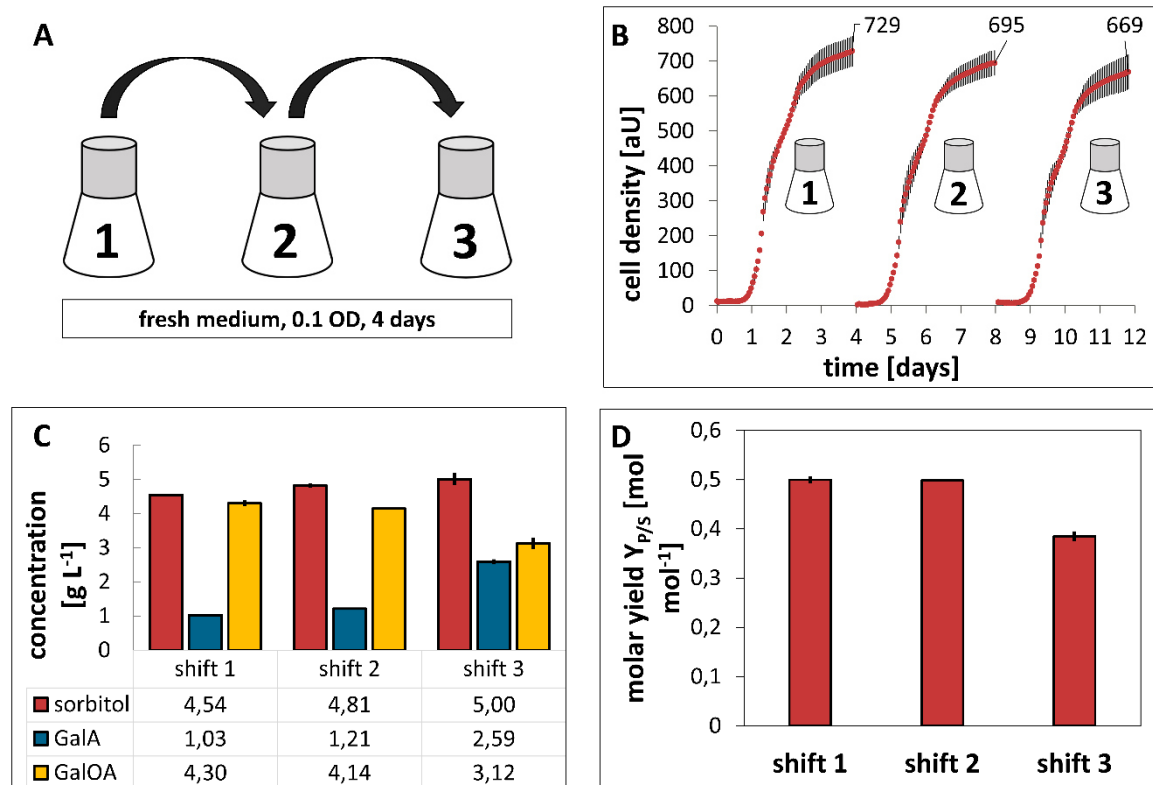 A
1
2
3
fresh medium, 0.1 OD, 4 days
B
729
695
669
800
700
600
500
400
300
200
100
0
cell density [aU]
1
2
3
0 1 2 3 4 5 6 7 8 9 10 11 12
time [days]
C
6
5
4
3
2
1
0
concentration
[g L⁻¹]
shift 1 shift 2 shift 3
sorbitol 4,54 4,81 5,00
GalA 1,03 1,21 2,59
GalOA 4,30 4,14 3,12
D
0,6
0,5
0,4
0,3
0,2
0,1
0
molar yield Y_P/S [mol
mol⁻¹]
shift 1 shift 2 shift 3